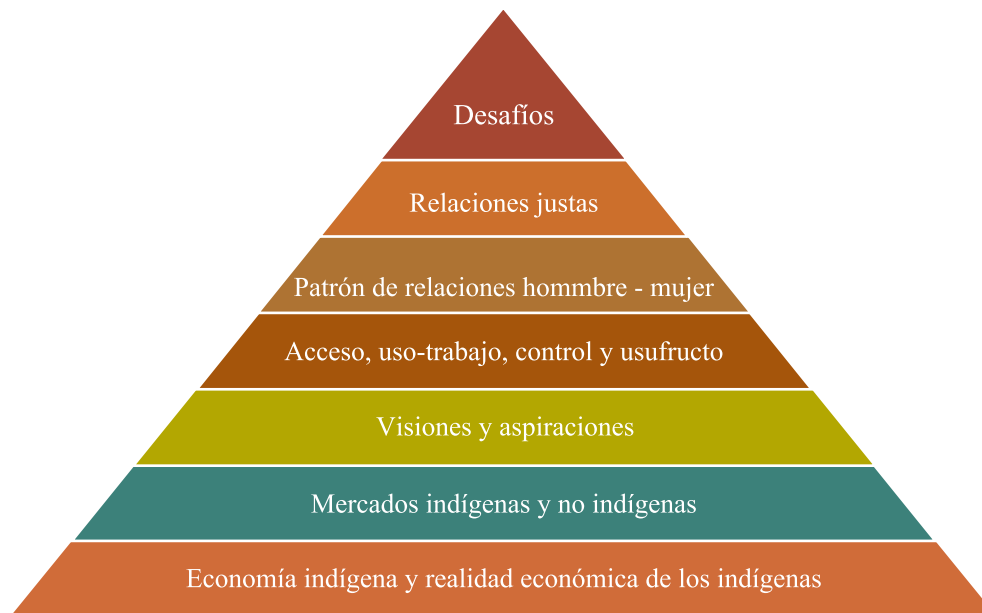 Desafíos
Relaciones justas
Patrón de relaciones hommbre - mujer
Acceso, uso-trabajo, control y usufructo
Visiones y aspiraciones
Mercados indígenas y no indígenas
Economía indígena y realidad económica de los indígenas